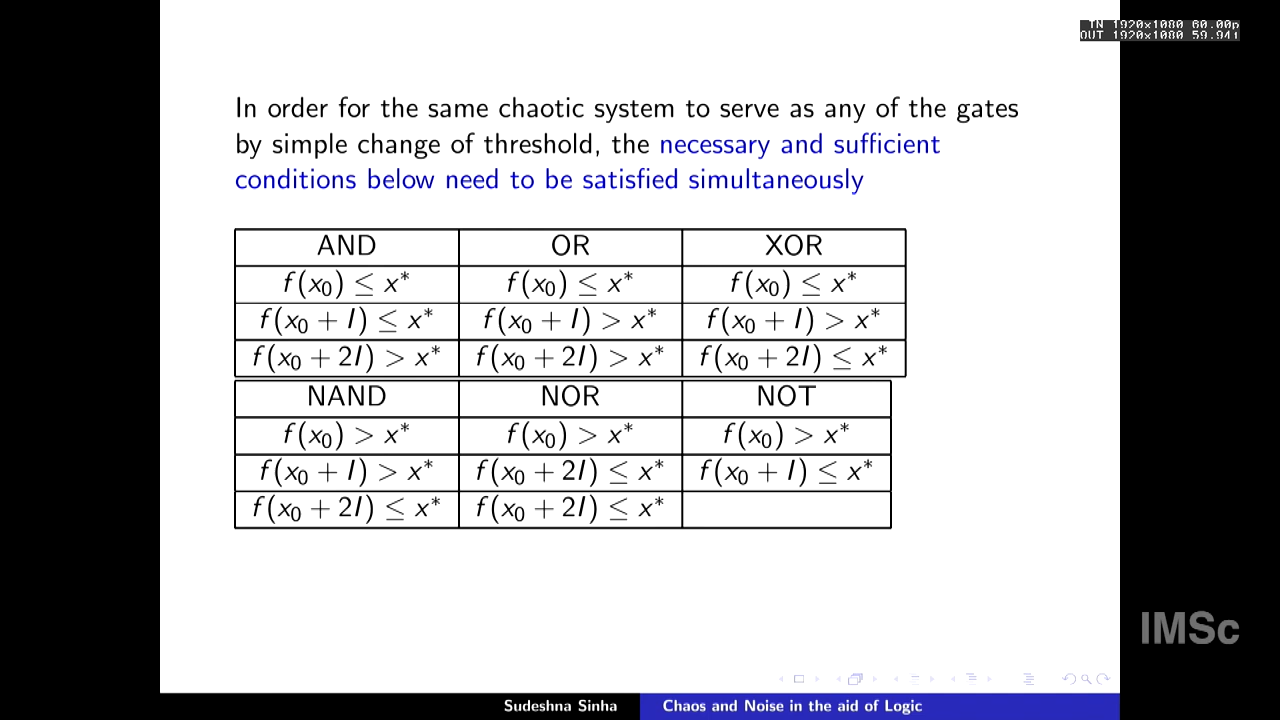 IN 1920x1080 60.00p
OUT 1920x1080 59.94i
In order for the same chaotic system to serve as any of the gates
by simple change of threshold, the necessary and sufficient
conditions below need to be satisfied simultaneously
AND OR XOR
f(x₀) ≤ x* f(x₀) ≤ x* f(x₀) ≤ x*
f(x₀ + I) ≤ x* f(x₀ + I) > x* f(x₀ + I) > x*
f(x₀ + 2I) > x* f(x₀ + 2I) > x* f(x₀ + 2I) ≤ x*
NAND NOR NOT
f(x₀) > x* f(x₀) > x* f(x₀) > x*
f(x₀ + I) > x* f(x₀ + 2I) ≤ x* f(x₀ + I) ≤ x*
f(x₀ + 2I) ≤ x* f(x₀ + 2I) ≤ x*
IMSc
Sudeshna Sinha Chaos and Noise in the aid of Logic